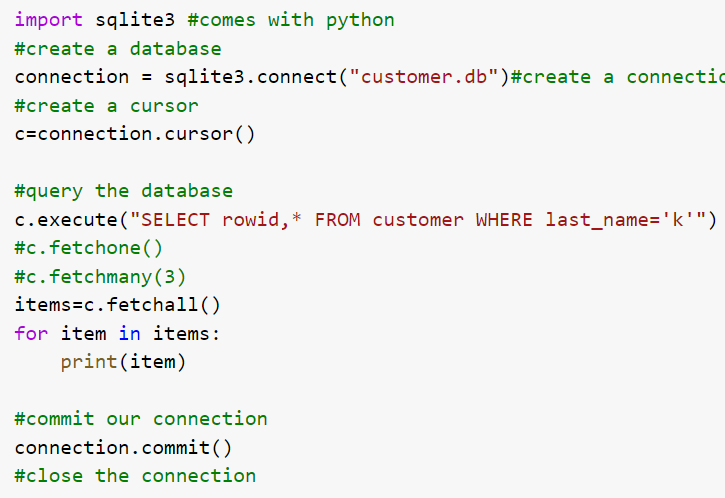 import sqlite3 #comes with python
#create a database
connection = sqlite3.connect("customer.db")#create a connectio
#create a cursor
c=connection.cursor()
#query the database
c.execute("SELECT rowid,* FROM customer WHERE last_name='k'")
#c.fetchone()
#c.fetchmany(3)
items=c.fetchall()
for item in items:
    print(item)
#commit our connection
connection.commit()
#close the connection